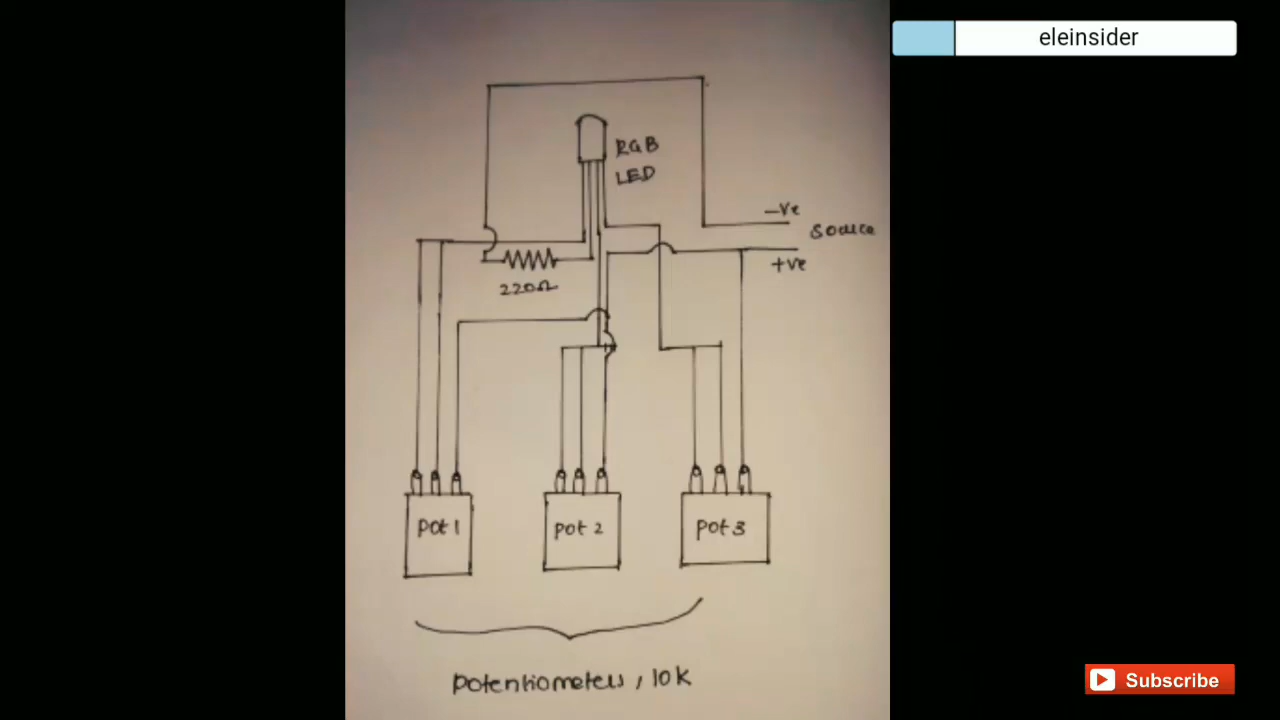 eleinsider
RGB
LED
-ve
source
+ve
220Ω
pot 1
pot 2
pot 3
potentiometers, 10k
Subscribe